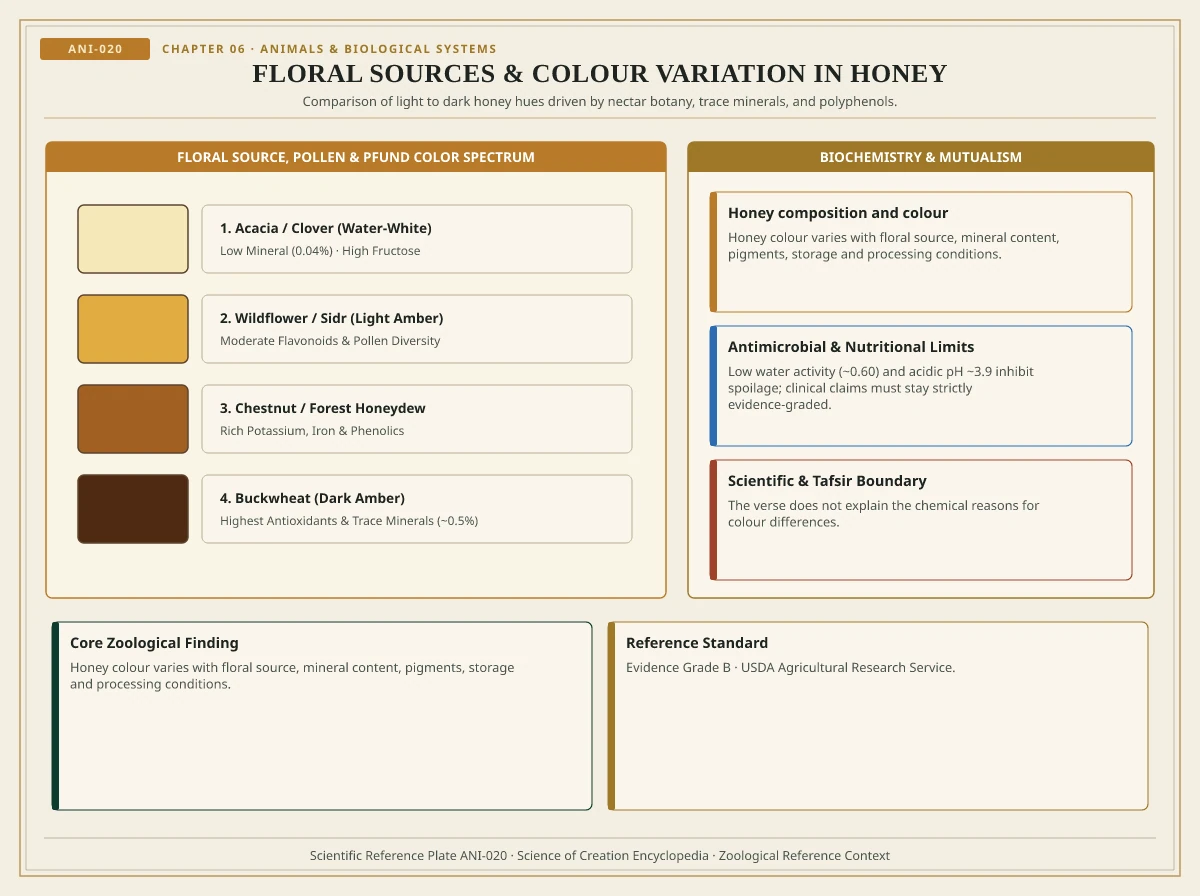 ANI-020
CHAPTER 06 · ANIMALS & BIOLOGICAL SYSTEMS
FLORAL SOURCES & COLOUR VARIATION IN HONEY
Comparison of light to dark honey hues driven by nectar botany, trace minerals, and polyphenols.
FLORAL SOURCE, POLLEN & PFUND COLOR SPECTRUM
1. Acacia / Clover (Water-White)
Low Mineral (0.04%) · High Fructose
2. Wildflower / Sidr (Light Amber)
Moderate Flavonoids & Pollen Diversity
3. Chestnut / Forest Honeydew
Rich Potassium, Iron & Phenolics
4. Buckwheat (Dark Amber)
Highest Antioxidants & Trace Minerals (~0.5%)
BIOCHEMISTRY & MUTUALISM
Honey composition and colour
Honey colour varies with floral source, mineral content,
pigments, storage and processing conditions.
Antimicrobial & Nutritional Limits
Low water activity (~0.60) and acidic pH ~3.9 inhibit
spoilage; clinical claims must stay strictly
evidence-graded.
Scientific & Tafsir Boundary
The verse does not explain the chemical reasons for
colour differences.
Core Zoological Finding
Honey colour varies with floral source, mineral content, pigments, storage
and processing conditions.
Reference Standard
Evidence Grade B · USDA Agricultural Research Service.
Scientific Reference Plate ANI-020 · Science of Creation Encyclopedia · Zoological Reference Context